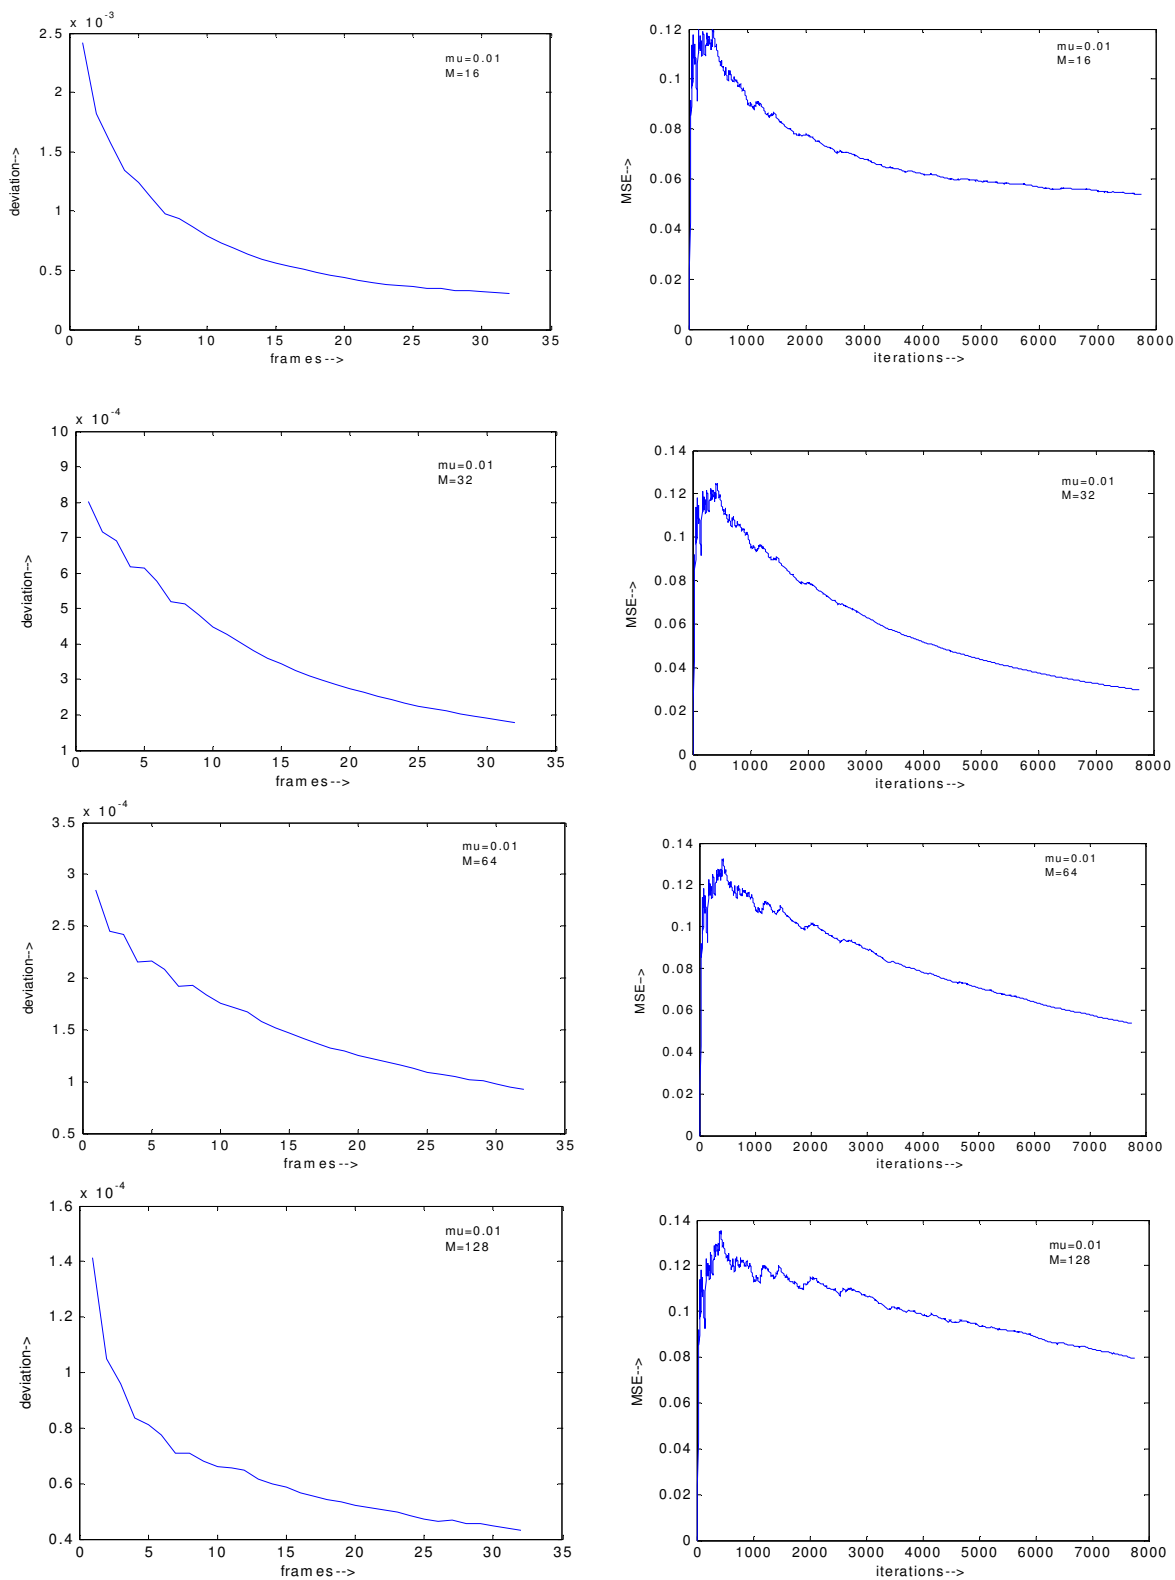 x 10-3
2.5
2
1.5
1
0.5
0
0 5 10 15 20 25 30 35
deviation-->
frames-->
mu=0.01
M=16
0.12
0.1
0.08
0.06
0.04
0.02
0
0 1000 2000 3000 4000 5000 6000 7000 8000
MSE-->
iterations-->
mu=0.01
M=16
x 10-4
10
9
8
7
6
5
4
3
2
1
0 5 10 15 20 25 30 35
deviation-->
frames-->
mu=0.01
M=32
0.14
0.12
0.1
0.08
0.06
0.04
0.02
0
0 1000 2000 3000 4000 5000 6000 7000 8000
MSE-->
iterations-->
mu=0.01
M=32
x 10-4
3.5
3
2.5
2
1.5
1
0.5
0 5 10 15 20 25 30 35
deviation-->
frames-->
mu=0.01
M=64
0.14
0.12
0.1
0.08
0.06
0.04
0.02
0
0 1000 2000 3000 4000 5000 6000 7000 8000
MSE-->
iterations-->
mu=0.01
M=64
x 10-4
1.6
1.4
1.2
1
0.8
0.6
0.4
0 5 10 15 20 25 30 35
deviation-->
frames-->
mu=0.01
M=128
0.14
0.12
0.1
0.08
0.06
0.04
0.02
0
0 1000 2000 3000 4000 5000 6000 7000 8000
MSE-->
iterations-->
mu=0.01
M=128